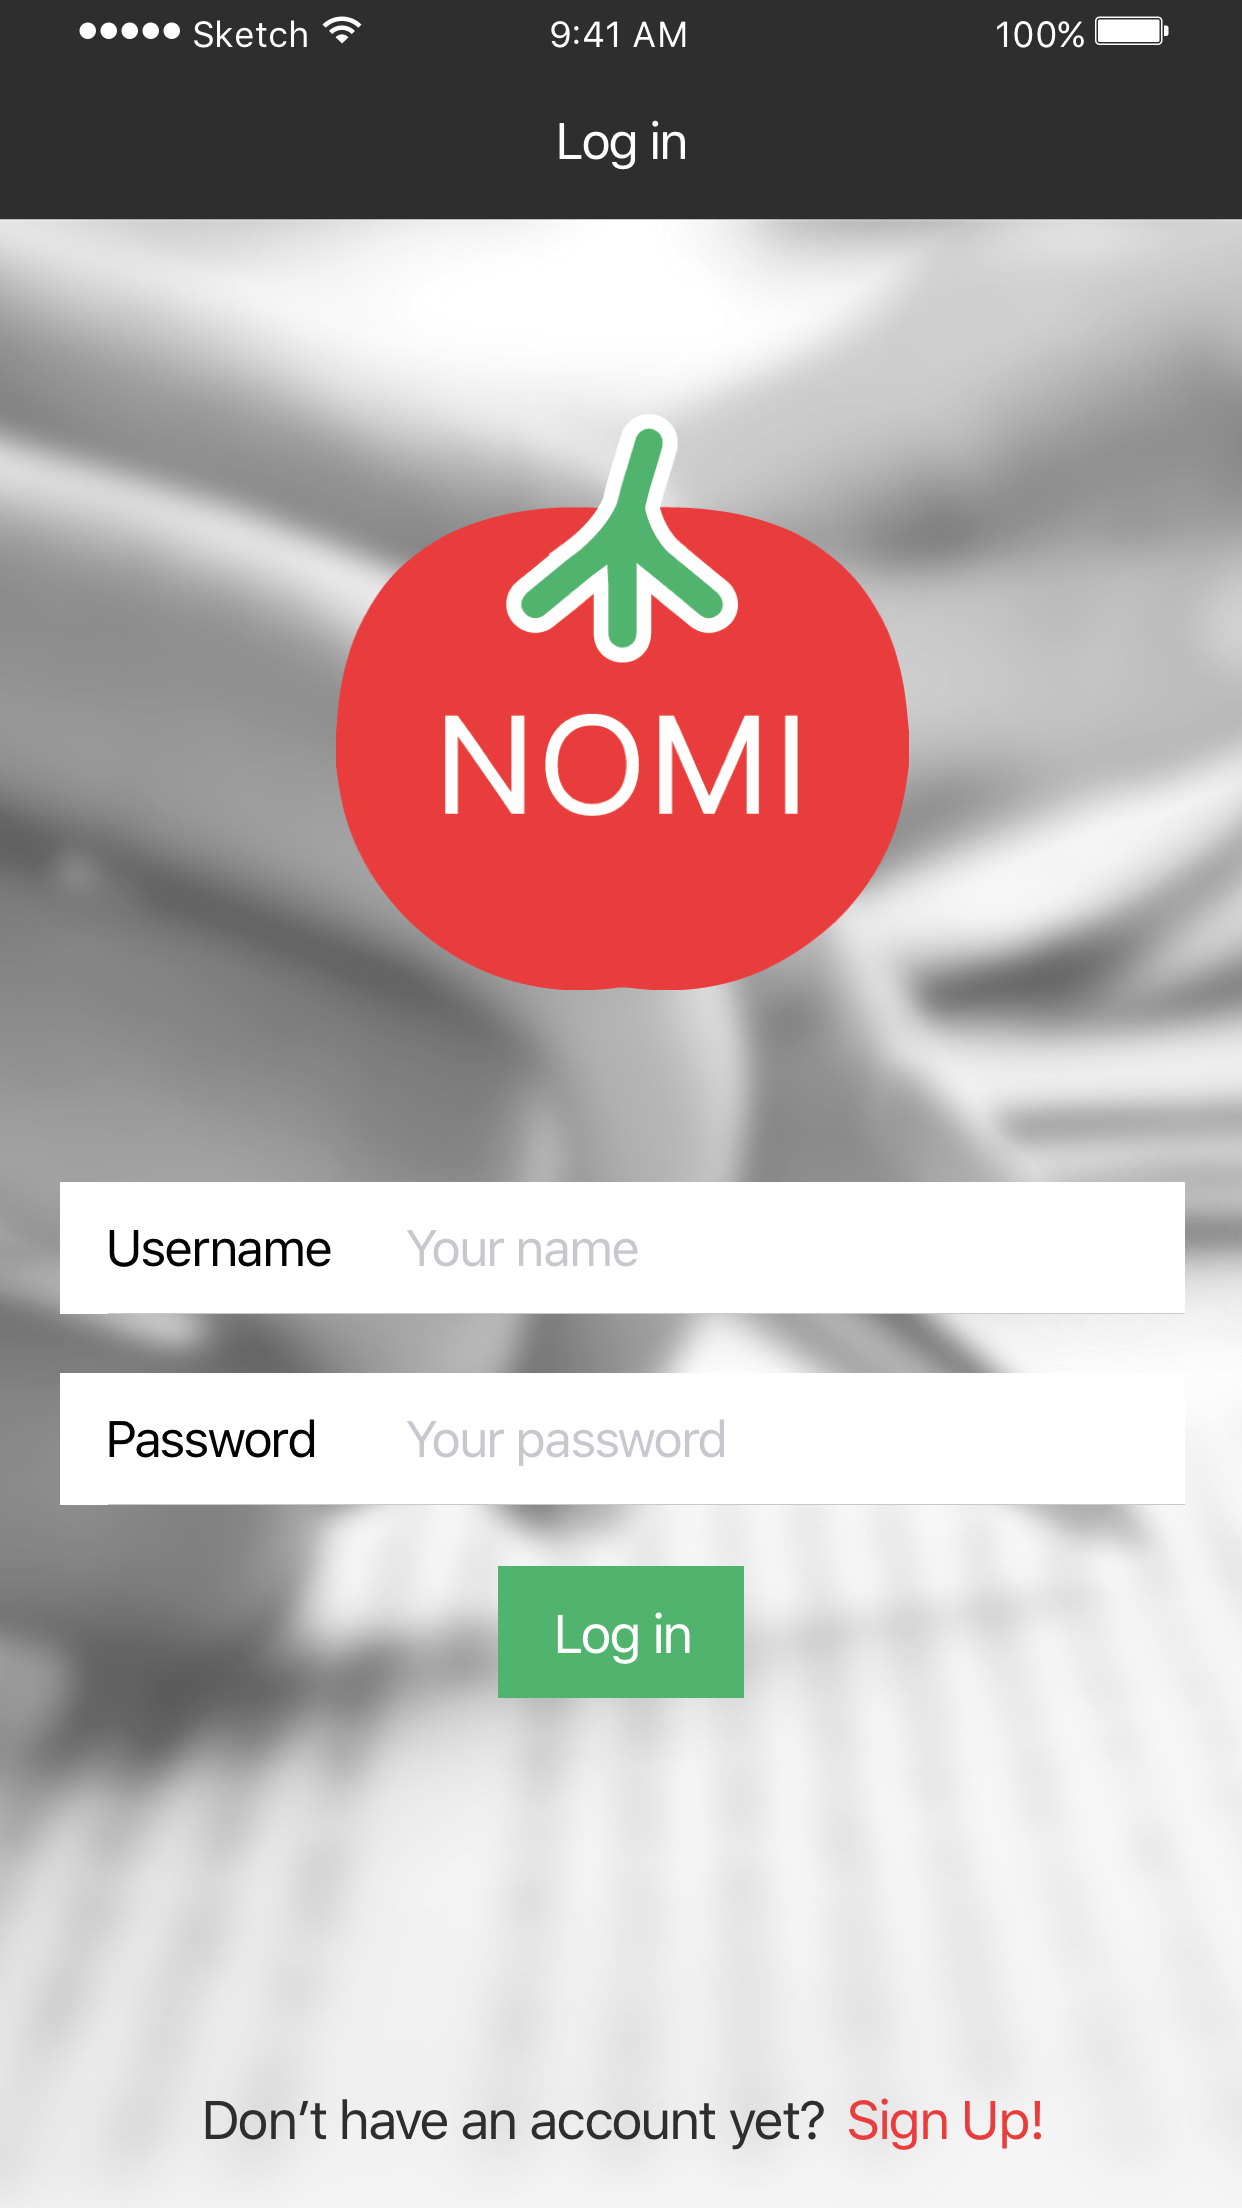 Sketch 9:41 AM 100%
Log in
NOMI
Username Your name
Password Your password
Log in
Don’t have an account yet? Sign Up!